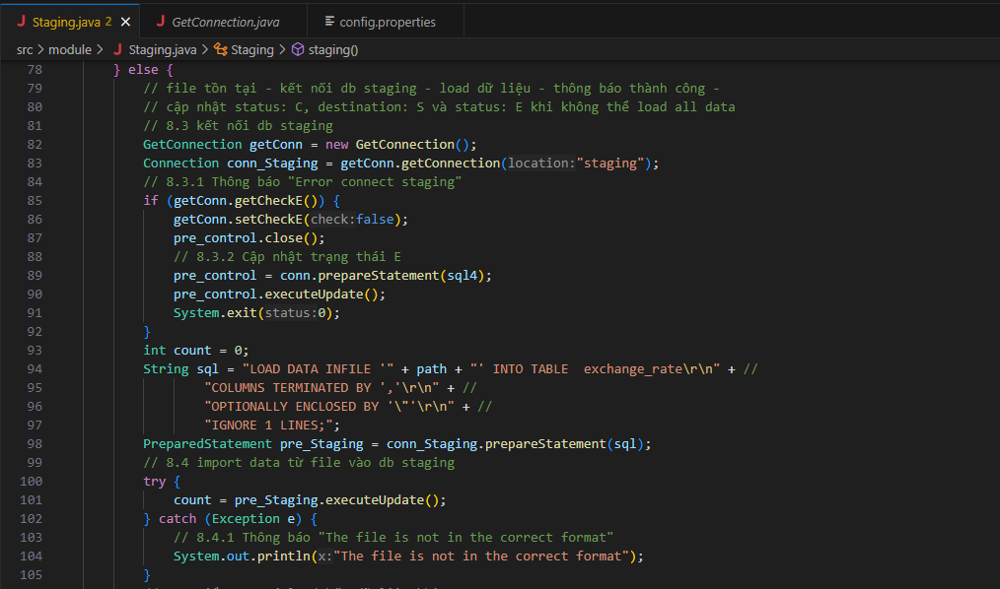 J Staging.java 2 ✕ J GetConnection.java config.properties
src > module > J Staging.java > Staging > staging()
78 } else {
79 // file tồn tại - kết nối db staging - load dữ liệu - thông báo thành công -
80 // cập nhật status: C, destination: S và status: E khi không thể load all data
81 // 8.3 kết nối db staging
82 GetConnection getConn = new GetConnection();
83 Connection conn_Staging = getConn.getConnection(location:"staging");
84 // 8.3.1 Thông báo "Error connect staging"
85 if (getConn.getCheckE()) {
86 getConn.setCheckE(check:false);
87 pre_control.close();
88 // 8.3.2 Cập nhật trạng thái E
89 pre_control = conn.prepareStatement(sql4);
90 pre_control.executeUpdate();
91 System.exit(status:0);
92 }
93 int count = 0;
94 String sql = "LOAD DATA INFILE '" + path + "' INTO TABLE  exchange_rate\r\n" + //
95 "COLUMNS TERMINATED BY ','\r\n" + //
96 "OPTIONALLY ENCLOSED BY '\"'\r\n" + //
97 "IGNORE 1 LINES;";
98 PreparedStatement pre_Staging = conn_Staging.prepareStatement(sql);
99 // 8.4 import data từ file vào db staging
100 try {
101 count = pre_Staging.executeUpdate();
102 } catch (Exception e) {
103 // 8.4.1 Thông báo "The file is not in the correct format"
104 System.out.println(x:"The file is not in the correct format");
105 }